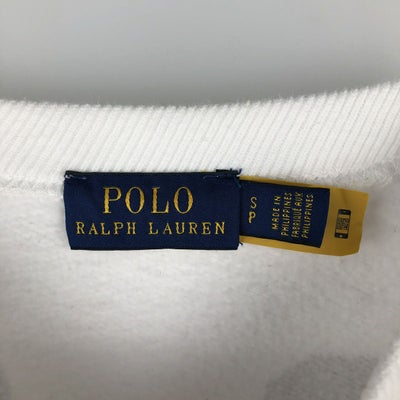 POLO
RALPH LAUREN
S
P
MADE IN
PHILIPPINES
FABRIQUÉ AUX
PHILIPPINES